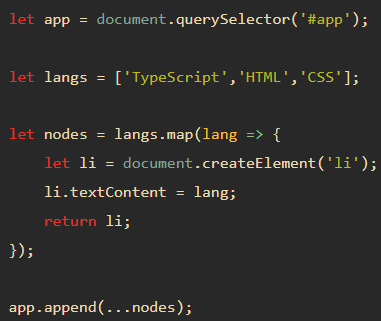 let app = document.querySelector('#app');
let langs = ['TypeScript','HTML','CSS'];
let nodes = langs.map(lang => {
    let li = document.createElement('li');
    li.textContent = lang;
    return li;
});
app.append(...nodes);